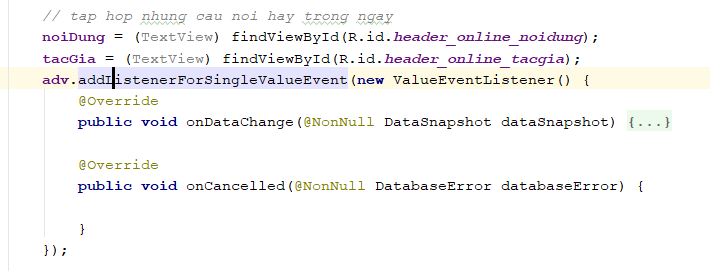 // tap hop nhung cau noi hay trong ngay
noiDung = (TextView) findViewById(R.id.header_online_noidung);
tacGia = (TextView) findViewById(R.id.header_online_tacgia);
adv.addListenerForSingleValueEvent(new ValueEventListener() {
@Override
public void onDataChange(@NonNull DataSnapshot dataSnapshot) {...}
@Override
public void onCancelled(@NonNull DatabaseError databaseError) {
}
});